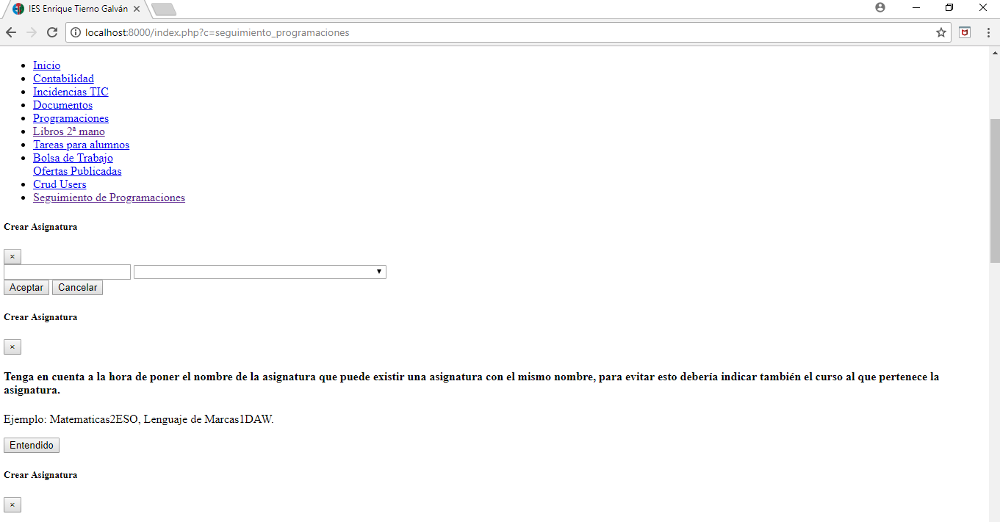 IES Enrique Tierno Galván
localhost:8000/index.php?c=seguimiento_programaciones
Inicio
Contabilidad
Incidencias TIC
Documentos
Programaciones
Libros 2ª mano
Tareas para alumnos
Bolsa de Trabajo
Ofertas Publicadas
Crud Users
Seguimiento de Programaciones
Crear Asignatura
×
Aceptar Cancelar
Crear Asignatura
×
Tenga en cuenta a la hora de poner el nombre de la asignatura que puede existir una asignatura con el mismo nombre, para evitar esto debería indicar también el curso al que pertenece la
asignatura.
Ejemplo: Matematicas2ESO, Lenguaje de Marcas1DAW.
Entendido
Crear Asignatura
×